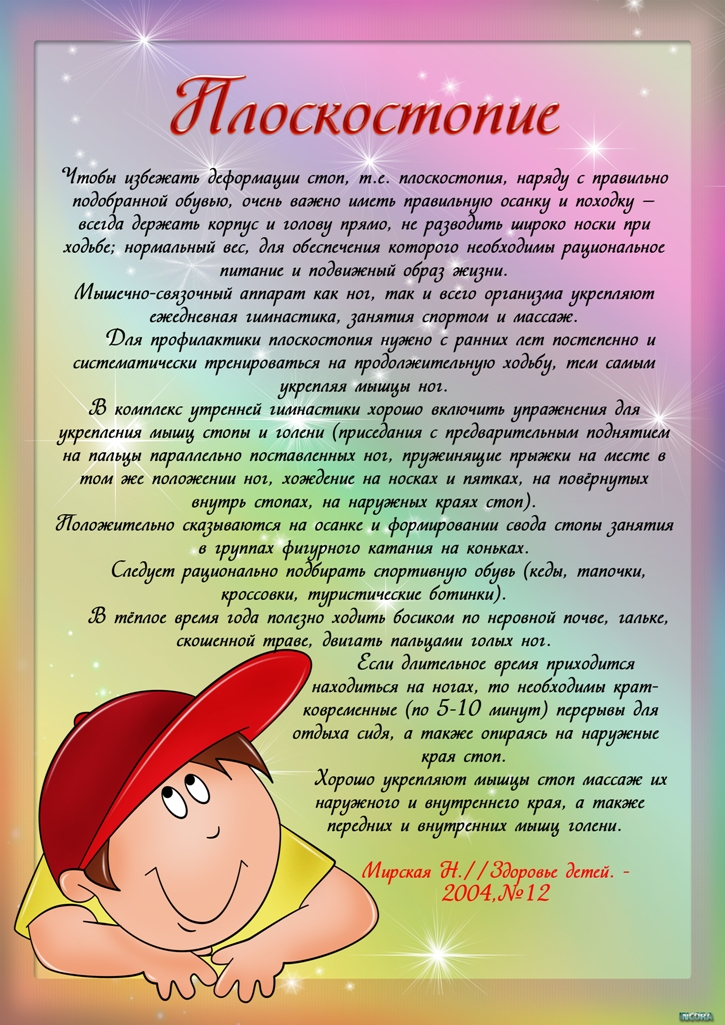 Плоскостопие
Чтобы избежать деформации стоп, т.е. плоскостопия, наряду с правильно
подобранной обувью, очень важно иметь правильную осанку и походку –
всегда держать корпус и голову прямо, не разводить широко носки при
ходьбе; нормальный вес, для обеспечения которого необходимы рациональное
питание и подвижный образ жизни.
Мышечно-связочный аппарат как ног, так и всего организма укрепляют
ежедневная гимнастика, занятия спортом и массаж.
Для профилактики плоскостопия нужно с ранних лет постепенно и
систематически тренироваться на продолжительную ходьбу, тем самым
укрепляя мышцы ног.
В комплекс утренней гимнастики хорошо включить упражнения для
укрепления мышц стопы и голени (приседания с предварительным поднятием
на пальцы параллельно поставленных ног, пружинящие прыжки на месте в
том же положении ног, хождение на носках и пятках, на повёрнутых
внутрь стопах, на наружных краях стоп).
Положительно сказываются на осанке и формировании свода стопы занятия
в группах фигурного катания на коньках.
Следует рационально подбирать спортивную обувь (кеды, тапочки,
кроссовки, туристические ботинки).
В тёплое время года полезно ходить босиком по неровной почве, гальке,
скошенной траве, двигать пальцами голых ног.
Если длительное время приходится
находиться на ногах, то необходимы крат-
ковременные (по 5-10 минут) перерывы для
отдыха сидя, а также опираясь на наружные
края стоп.
Хорошо укрепляют мышцы стоп массаж их
наружного и внутреннего края, а также
передних и внутренних мышц голени.
Мирская Н.//Здоровье детей. -
2004,№12